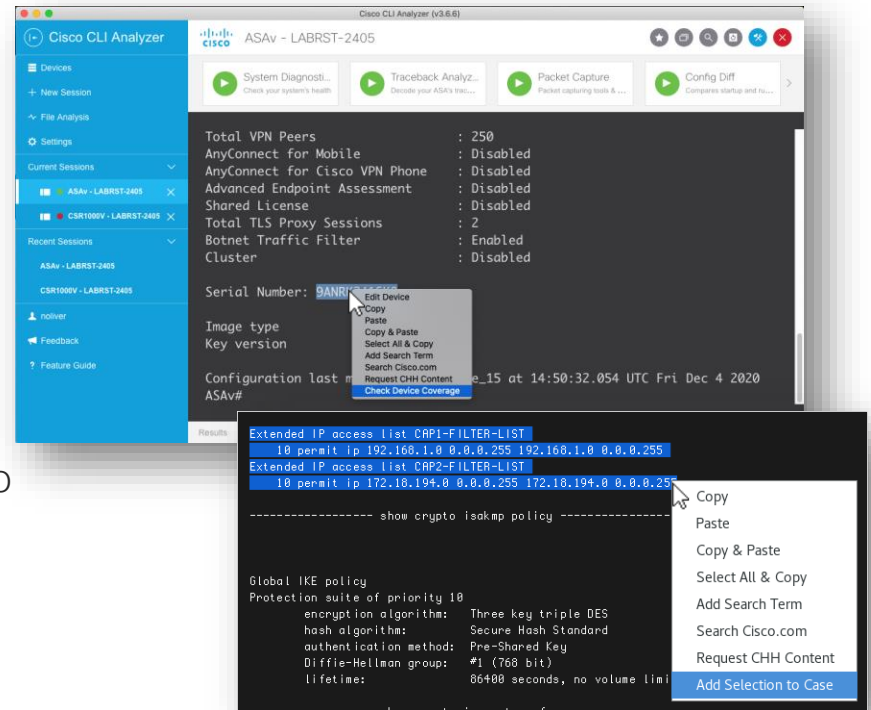 Cisco CLI Analyzer (v3.6.6)
Cisco CLI Analyzer
CISCO ASAv - LABRST-2405
Devices
+ New Session
File Analysis
Settings
Current Sessions
ASAv - LABRST-2405
CSR1000V - LABRST-2405
Recent Sessions
ASAv - LABRST-2405
CSR1000V - LABRST-2405
noliver
Feedback
? Feature Guide
System Diagnosti...
Check your system's health
Traceback Analyz...
Decode your ASA's trac...
Packet Capture
Packet capturing tools & ...
Config Diff
Compares startup and ru...
Total VPN Peers : 250
AnyConnect for Mobile : Disabled
AnyConnect for Cisco VPN Phone : Disabled
Advanced Endpoint Assessment : Disabled
Shared License : Disabled
Total TLS Proxy Sessions : 2
Botnet Traffic Filter : Enabled
Cluster : Disabled
Serial Number:
Image type
Key version
Configuration last e_15 at 14:50:32.054 UTC Fri Dec 4 2020
ASAv#
Edit Device
Copy
Paste
Copy & Paste
Select All & Copy
Add Search Term
Search Cisco.com
Request CHH Content
Check Device Coverage
Results
Extended IP access list CAP1-FILTER-LIST
10 permit ip 192.168.1.0 0.0.0.255 192.168.1.0 0.0.0.255
Extended IP access list CAP2-FILTER-LIST
10 permit ip 172.18.194.0 0.0.0.255 172.18.194.0 0.0.0.255
------------------ show crypto isakmp policy ------------------
Global IKE policy
Protection suite of priority 10
encryption algorithm: Three key triple DES
hash algorithm: Secure Hash Standard
authentication method: Pre-Shared Key
Diffie-Hellman group: #1 (768 bit)
lifetime: 86400 seconds, no volume limi
Copy
Paste
Copy & Paste
Select All & Copy
Add Search Term
Search Cisco.com
Request CHH Content
Add Selection to Case